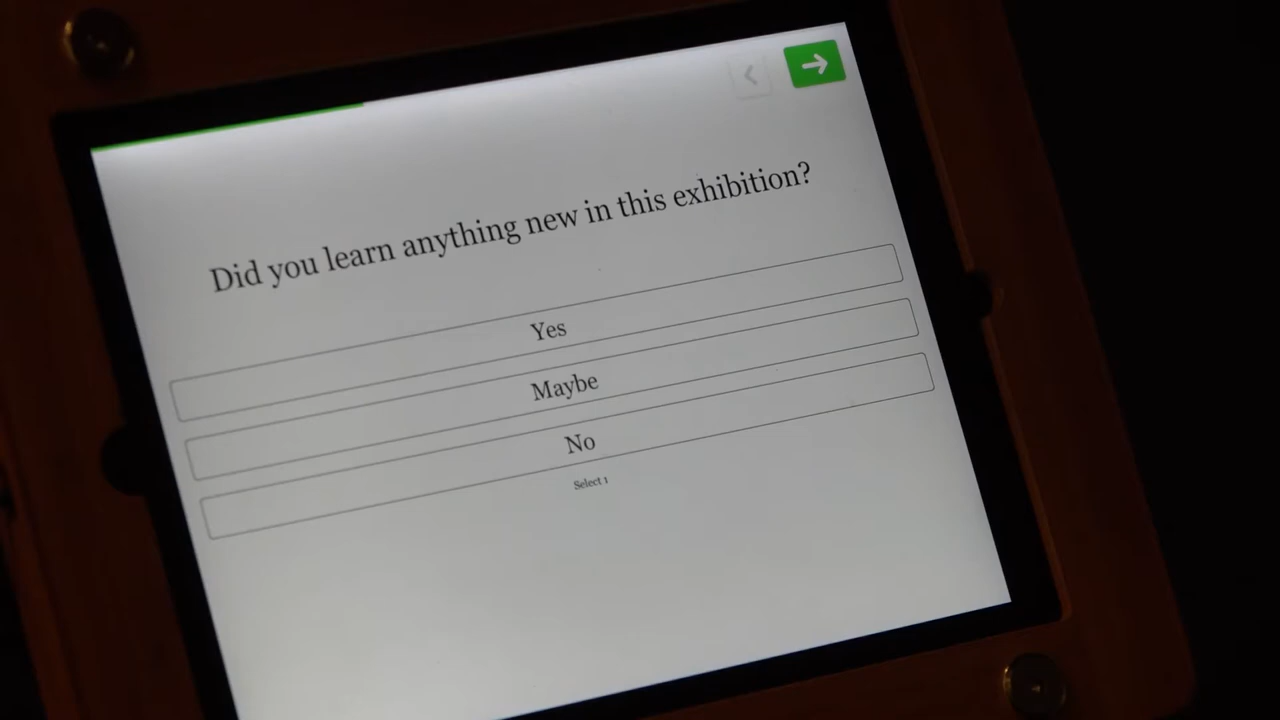 Did you learn anything new in this exhibition?
Yes
Maybe
No
Select 1